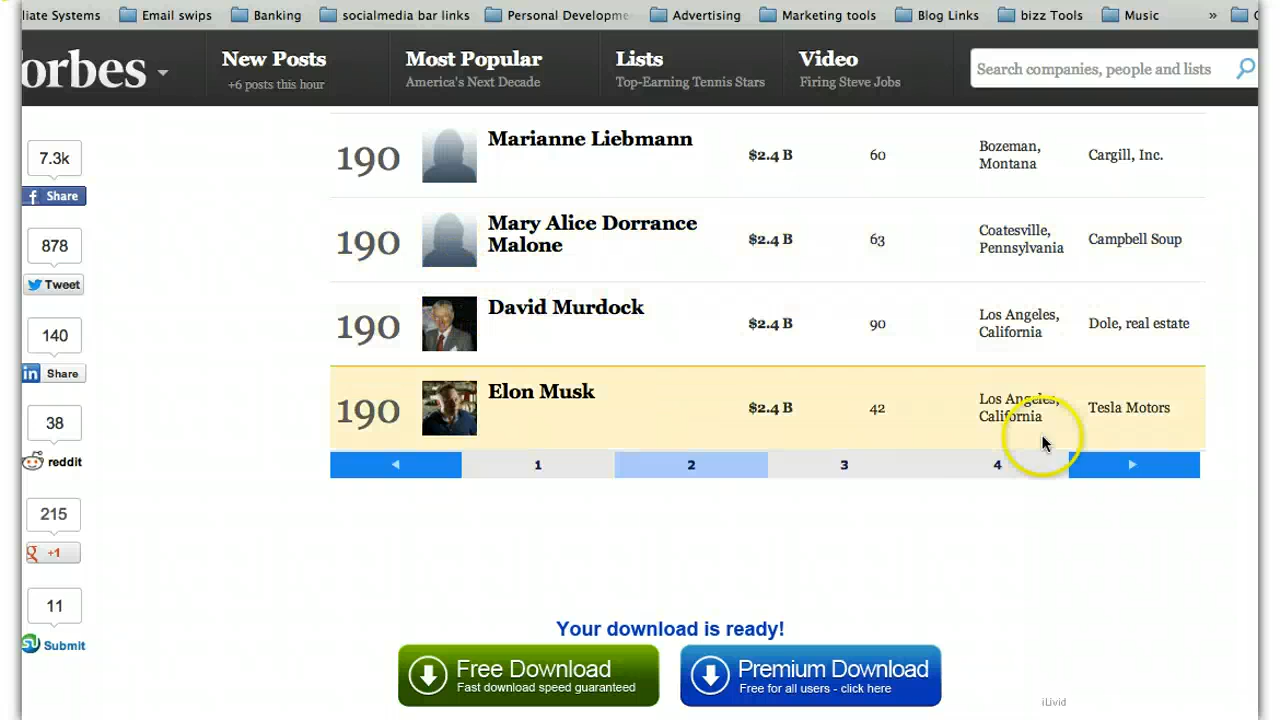 liate Systems Email swips Banking socialmedia bar links Personal Developme Advertising Marketing tools Blog Links bizz Tools Music »
orbes New Posts Most Popular Lists Video Search companies, people and lists
+6 posts this hour America's Next Decade Top-Earning Tennis Stars Firing Steve Jobs
7.3k
Share
878
Tweet
140
in Share
38
reddit
215
g +1
11
Submit
190 Marianne Liebmann $2.4 B 60 Bozeman, Montana Cargill, Inc.
190 Mary Alice Dorrance Malone $2.4 B 63 Coatesville, Pennsylvania Campbell Soup
190 David Murdock $2.4 B 90 Los Angeles, California Dole, real estate
190 Elon Musk $2.4 B 42 Los Angeles, California Tesla Motors
1 2 3 4
Your download is ready!
Free Download Premium Download
Fast download speed guaranteed Free for all users - click here
iLivid